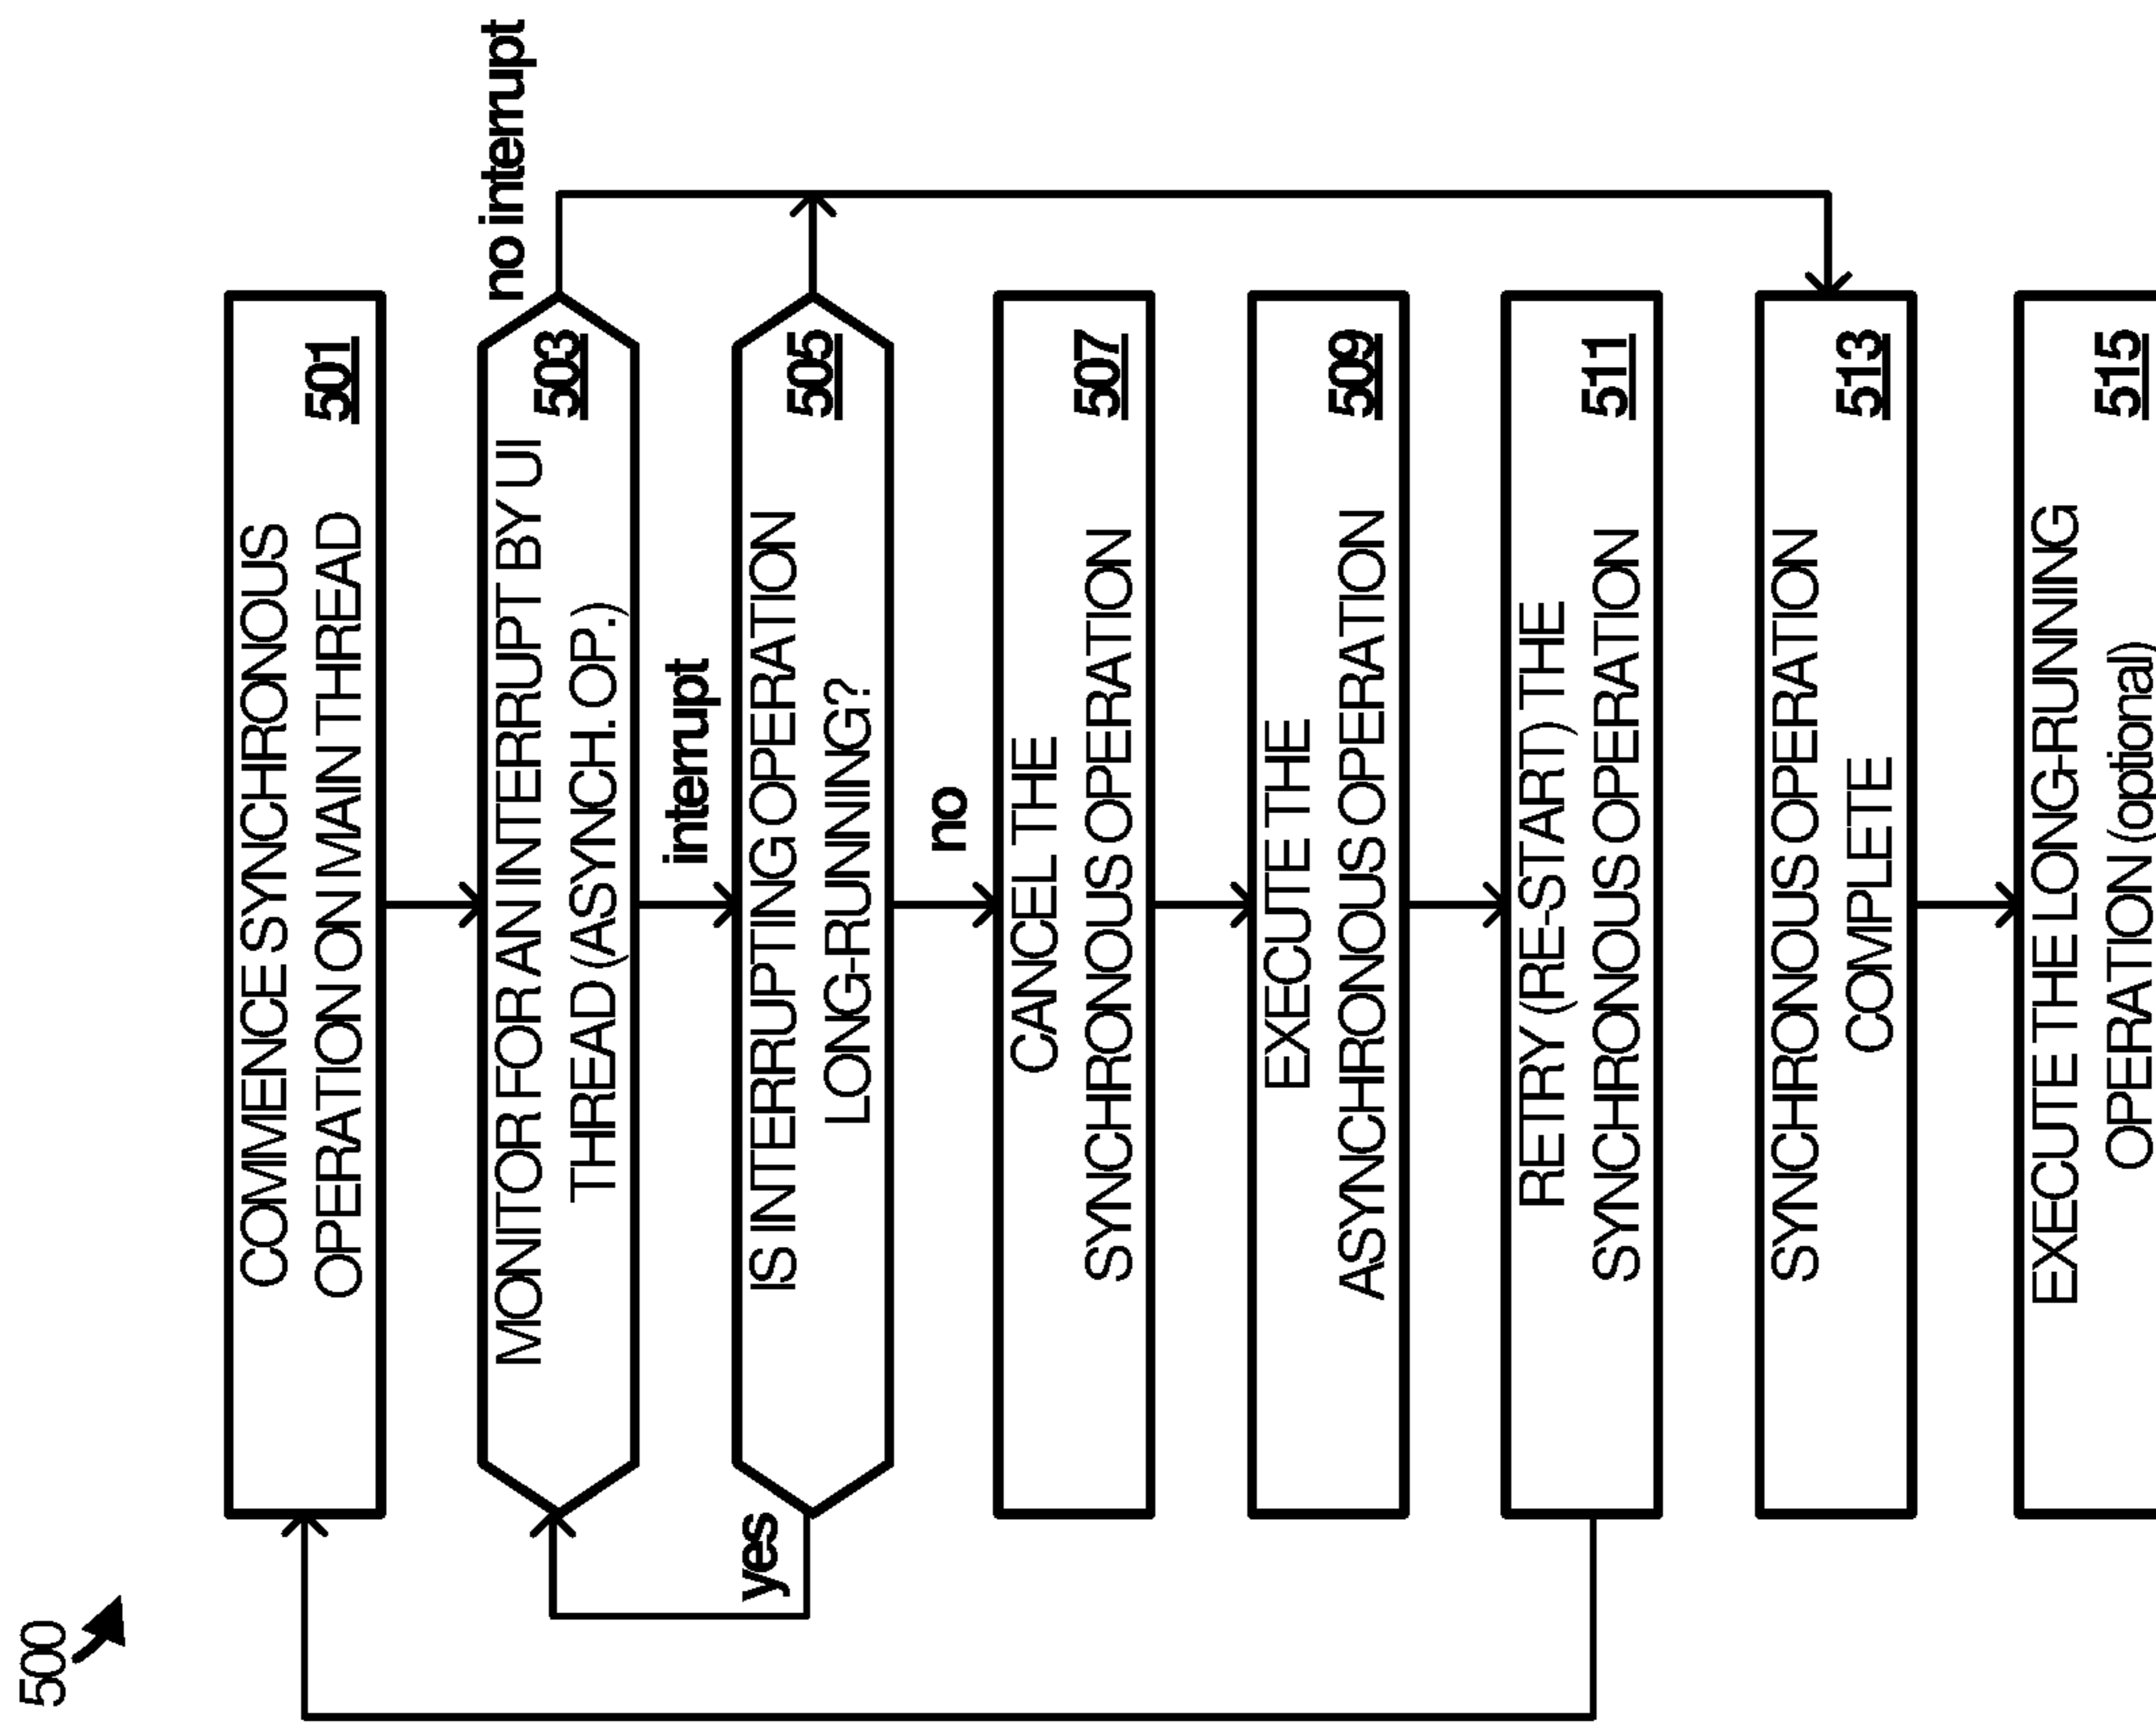 500
COMMENCE SYNCHRONOUS
OPERATION ON MAIN THREAD
501
no interrupt
MONITOR FOR AN INTERRUPT BY UI
THREAD (ASYNCH. OP.)
503
interrupt
IS INTERRUPTING OPERATION
LONG-RUNNING?
505
yes
no
CANCEL THE
SYNCHRONOUS OPERATION
507
EXECUTE THE
ASYNCHRONOUS OPERATION
509
RETRY (RE-START) THE
SYNCHRONOUS OPERATION
511
SYNCHRONOUS OPERATION
COMPLETE
513
EXECUTE THE LONG-RUNNING
OPERATION (optional)
515